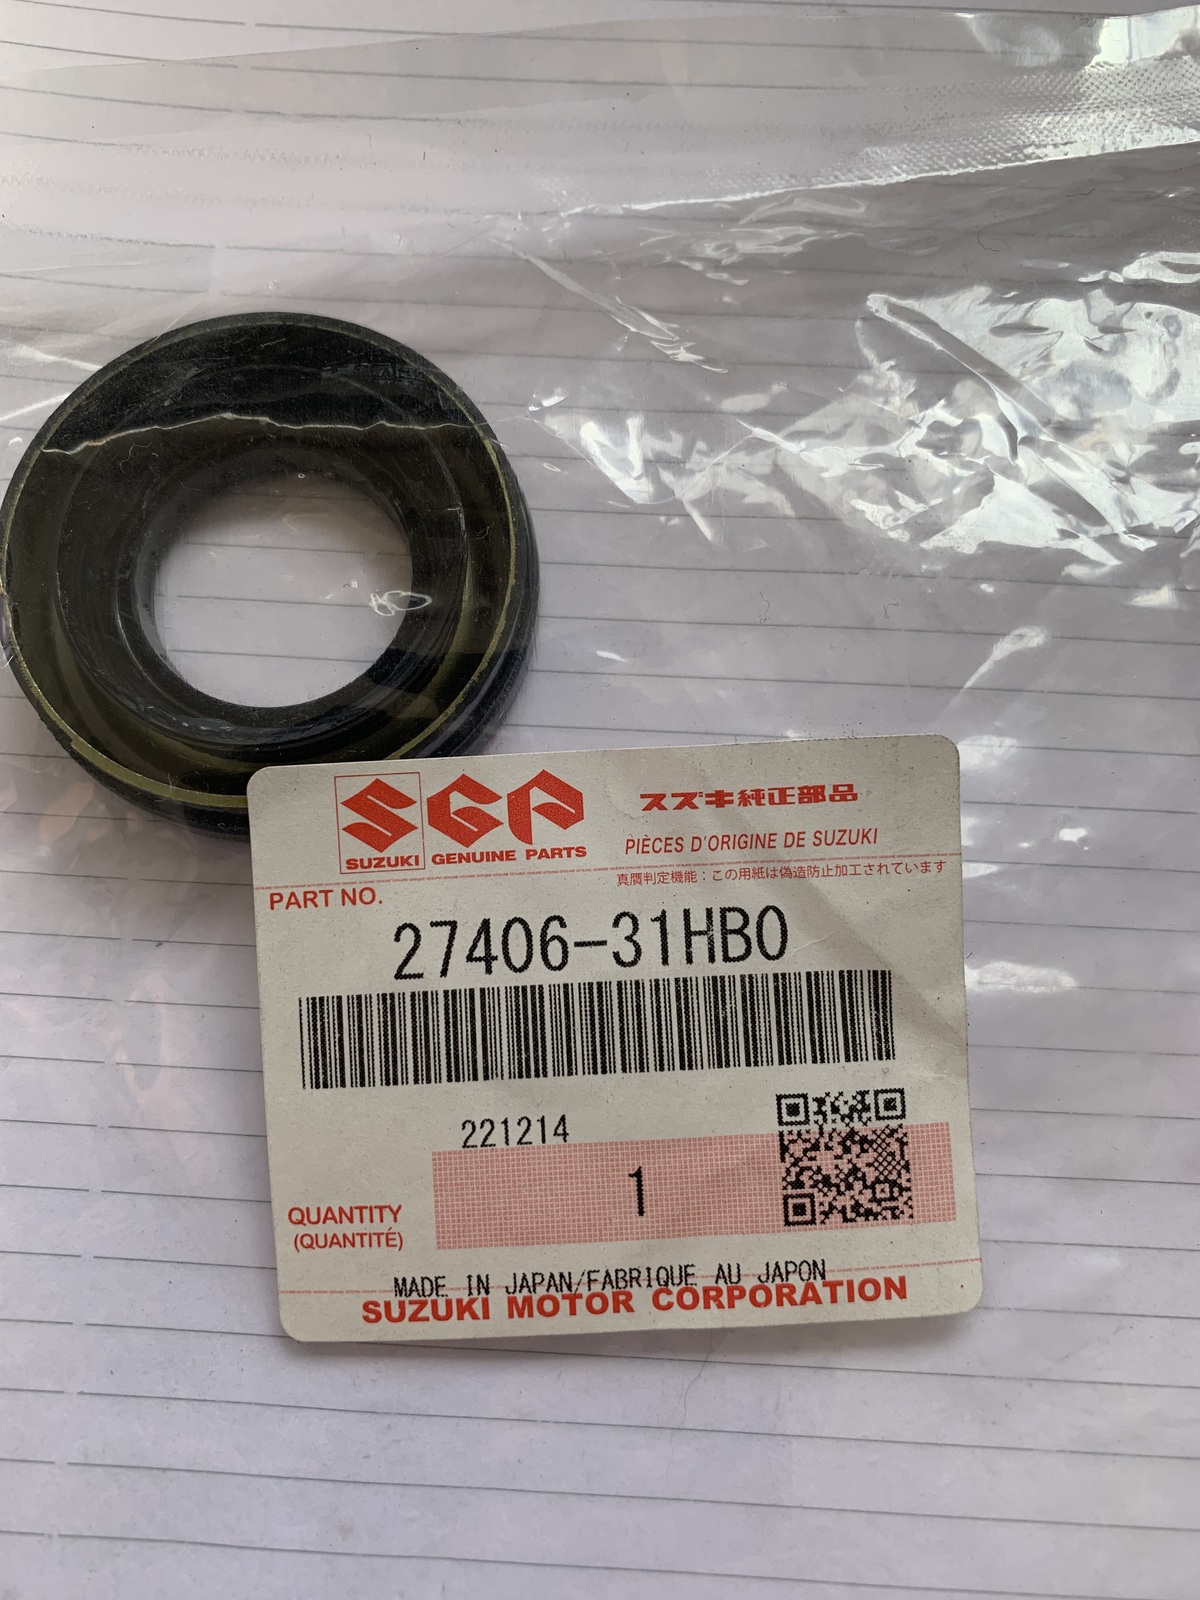 SGP
SUZUKI GENUINE PARTS
スズキ純正部品
PIÈCES D'ORIGINE DE SUZUKI
真贋判定機能：この用紙は偽造防止加工されています
PART NO.
27406-31HB0
221214
QUANTITY
(QUANTITÉ)
1
MADE IN JAPAN/FABRIQUE AU JAPON
SUZUKI MOTOR CORPORATION